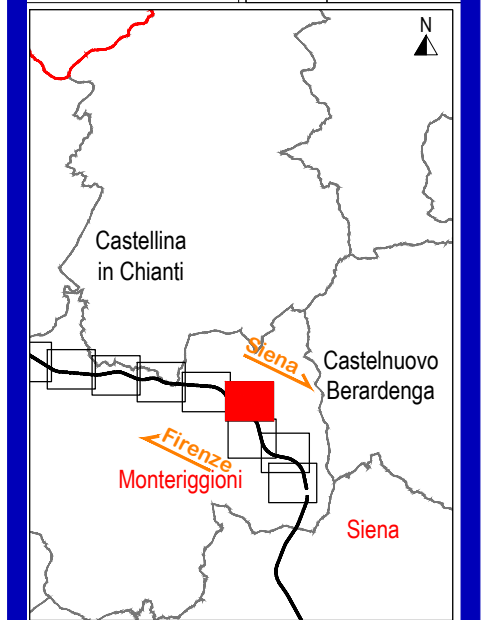 N
Castellina
in Chianti
Siena
Castelnuovo
Berardenga
Firenze
Monteriggioni
Siena